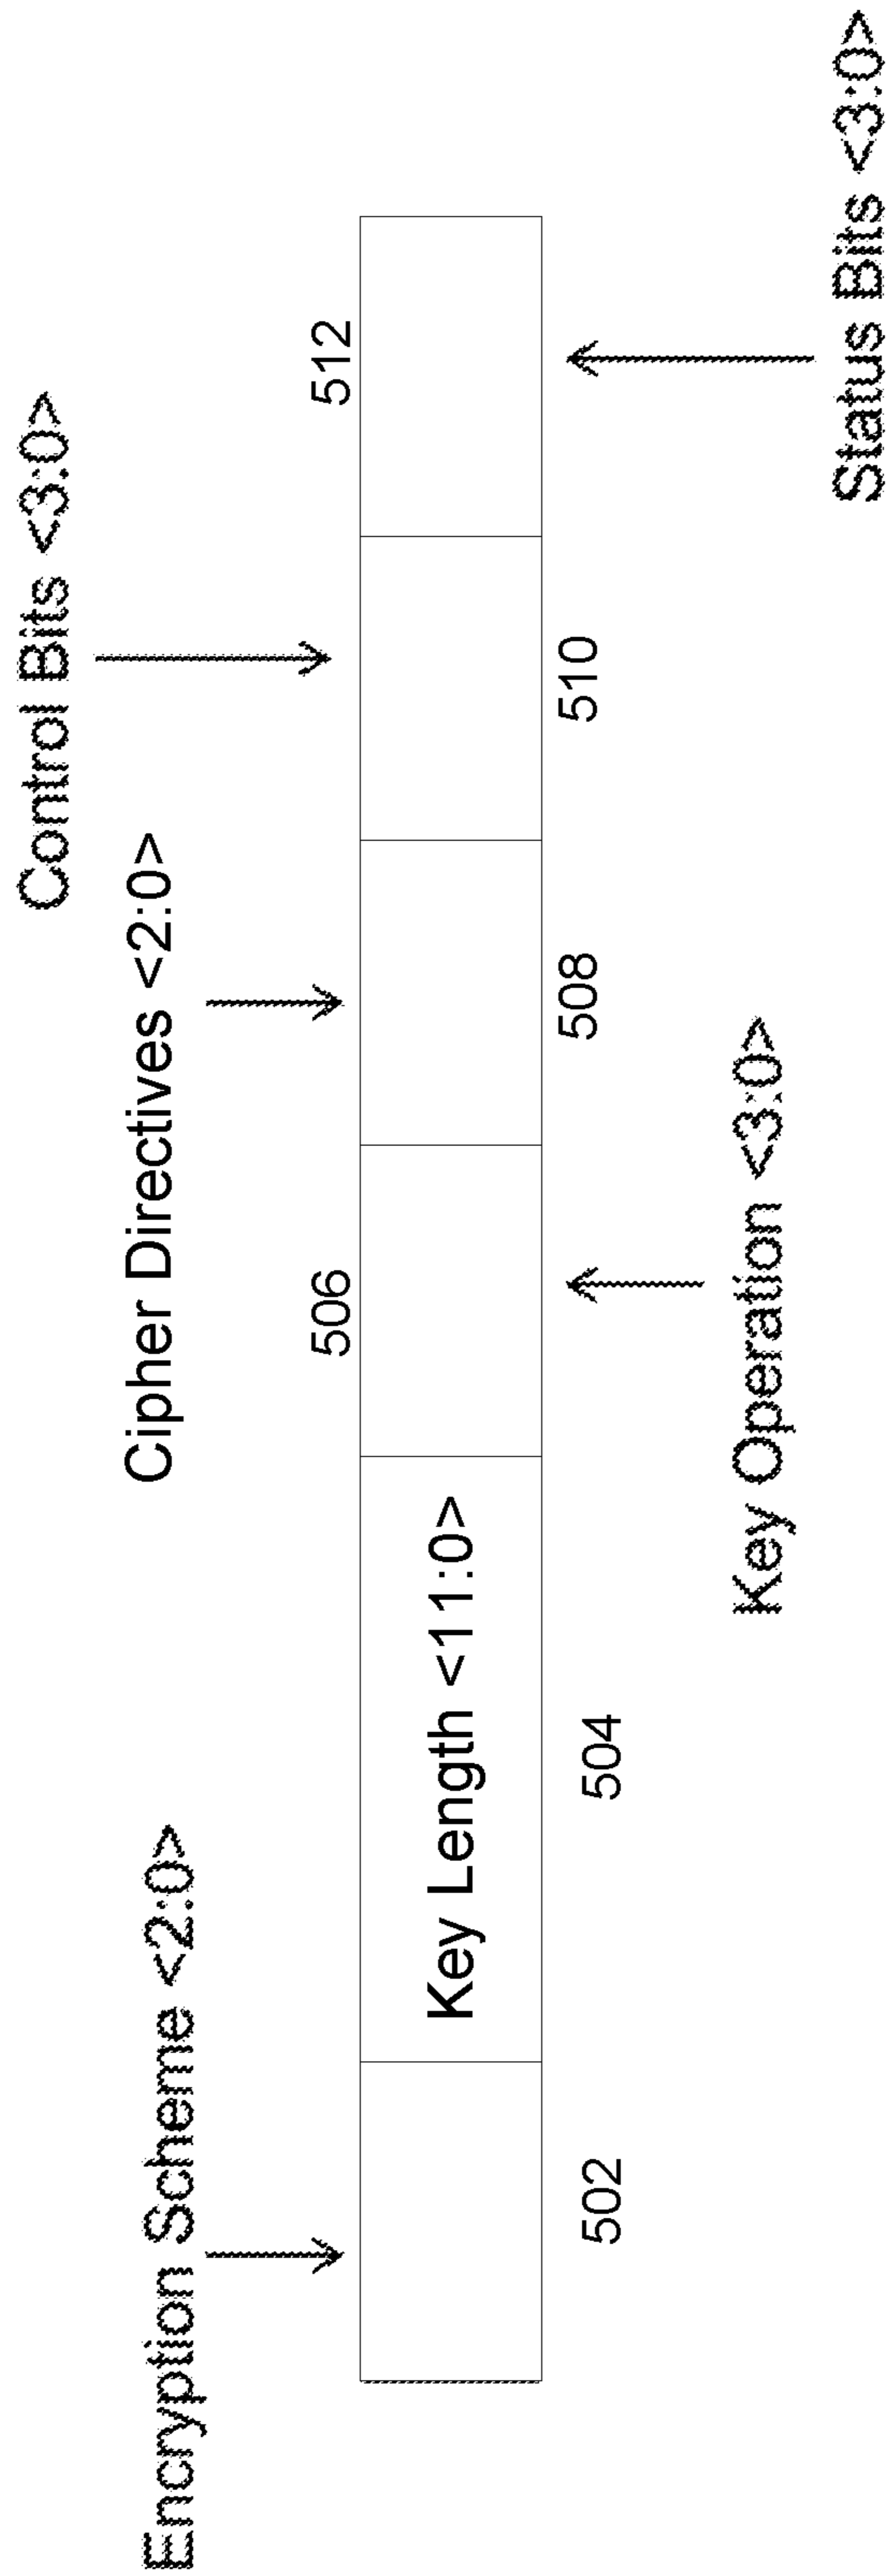 Control Bits <3:0>
Cipher Directives <2:0>
Encryption Scheme <2:0>
506
512
Key Length <11:0>
502
504
508
510
Key Operation <3:0>
Status Bits <3:0>